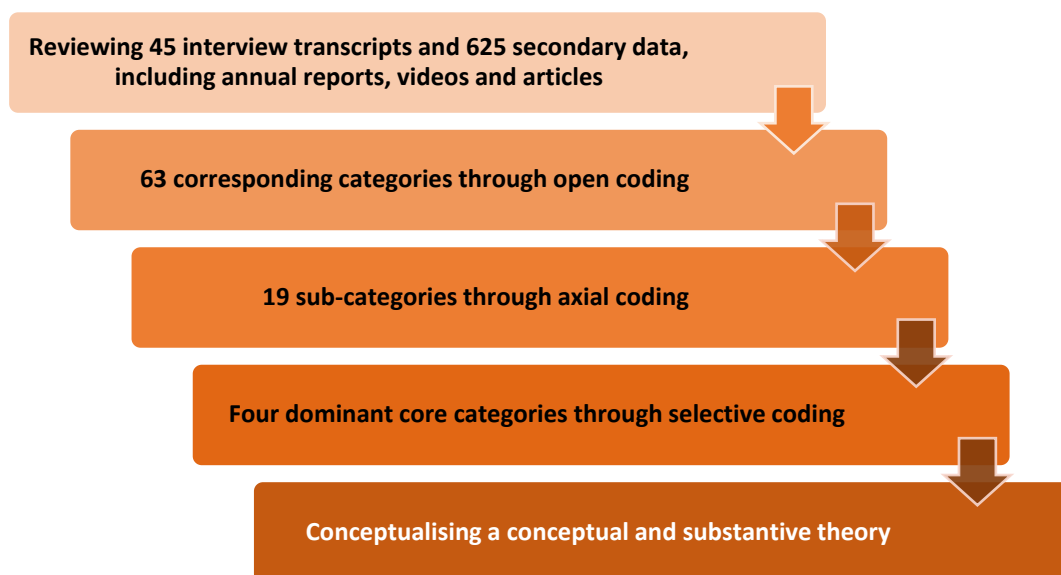 Reviewing 45 interview transcripts and 625 secondary data,
including annual reports, videos and articles
63 corresponding categories through open coding
19 sub-categories through axial coding
Four dominant core categories through selective coding
Conceptualising a conceptual and substantive theory